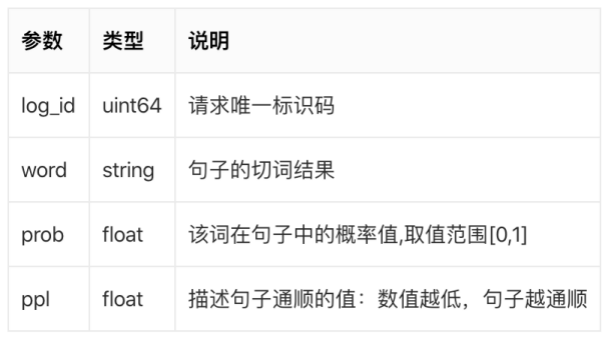 参数 类型 说明
log_id uint64 请求唯一标识码
word string 句子的切词结果
prob float 该词在句子中的概率值,取值范围[0,1]
ppl float 描述句子通顺的值：数值越低，句子越通顺